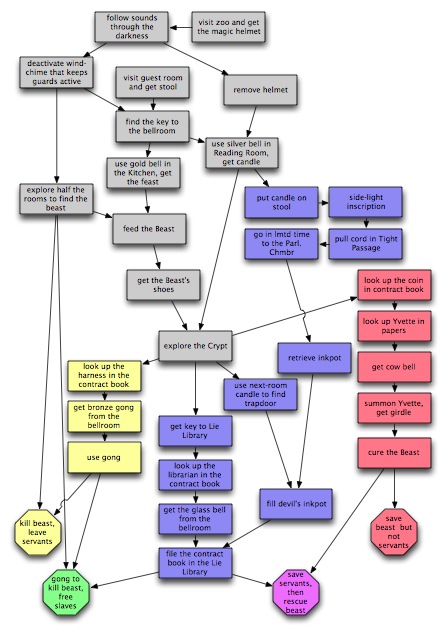 follow sounds
through the
darkness
visit zoo and get
the magic helmet
deactivate wind-
chime that keeps
guards active
visit guest room
and get stool
remove helmet
find the key to
the bellroom
use silver bell in
Reading Room,
get candle
use gold bell in
the Kitchen, get
the feast
explore half the
rooms to find the
beast
put candle on
stool
side-light
inscription
feed the Beast
go in lmtd time
to the Parl.
Chmbr
pull cord in Tight
Passage
get the Beast's
shoes
look up the coin
in contract book
look up Yvette in
papers
explore the Crypt
retrieve inkpot
get cow bell
look up the
harness in the
contract book
use next-room
candle to find
trapdoor
get bronze gong
from the
bellroom
summon Yvette,
get girdle
get key to Lie
Library
use gong
cure the Beast
look up the
librarian in the
contract book
get the glass bell
from the
bellroom
fill devil's inkpot
kill beast,
leave
servants
save
beast but
not
servants
file the contract
book in the Lie
Library
gong to
kill beast,
free
slaves
save
servants,
then
rescue
beast